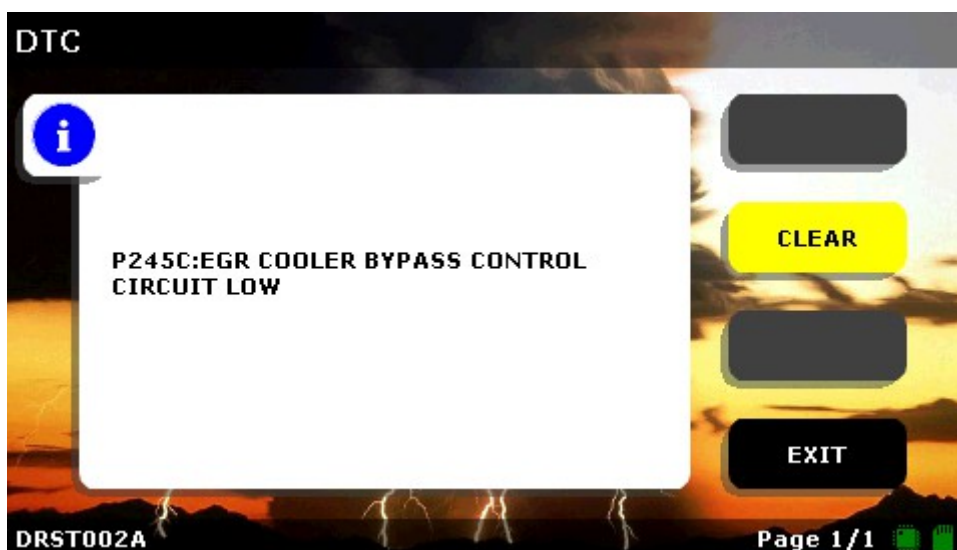 DTC
i
P245C:EGR COOLER BYPASS CONTROL
CIRCUIT LOW
CLEAR
EXIT
DRST002A
Page 1/1